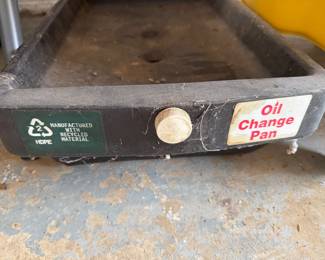 2
HDPE
MANUFACTURED
WITH
RECYCLED
MATERIAL
Oil
Change
Pan